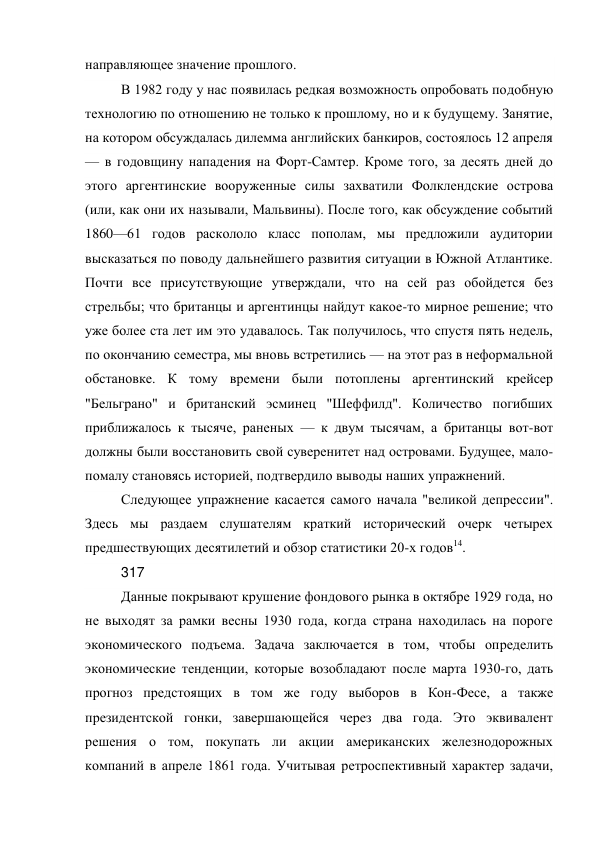 направляющее значение прошлого.
В 1982 году у нас появилась редкая возможность опробовать подобную
технологию по отношению не только к прошлому, но и к будущему. Занятие,
на котором обсуждалась дилемма английских банкиров, состоялось 12 апреля
— в годовщину нападения на Форт-Самтер. Кроме того, за десять дней до
этого аргентинские вооруженные силы захватили Фолклендские острова
(или, как они их называли, Мальвины). После того, как обсуждение событий
1860—61 годов раскололо класс пополам, мы предложили аудитории
высказаться по поводу дальнейшего развития ситуации в Южной Атлантике.
Почти все присутствующие утверждали, что на сей раз обойдется без
стрельбы; что британцы и аргентинцы найдут какое-то мирное решение; что
уже более ста лет им это удавалось. Так получилось, что спустя пять недель,
по окончанию семестра, мы вновь встретились — на этот раз в неформальной
обстановке. К тому времени были потоплены аргентинский крейсер
"Бельграно" и британский эсминец "Шеффилд". Количество погибших
приближалось к тысяче, раненых — к двум тысячам, а британцы вот-вот
должны были восстановить свой суверенитет над островами. Будущее, мало-
помалу становясь историей, подтвердило выводы наших упражнений.
Следующее упражнение касается самого начала "великой депрессии".
Здесь мы раздаем слушателям краткий исторический очерк четырех
предшествующих десятилетий и обзор статистики 20-х годов14.
317
Данные покрывают крушение фондового рынка в октябре 1929 года, но
не выходят за рамки весны 1930 года, когда страна находилась на пороге
экономического подъема. Задача заключается в том, чтобы определить
экономические тенденции, которые возобладают после марта 1930-го, дать
прогноз предстоящих в том же году выборов в Кон-Фесе, а также
президентской гонки, завершающейся через два года. Это эквивалент
решения о том, покупать ли акции американских железнодорожных
компаний в апреле 1861 года. Учитывая ретроспективный характер задачи,